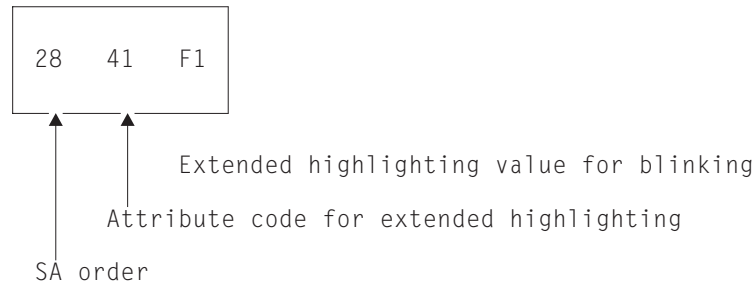 28 41 F1
Extended highlighting value for blinking
Attribute code for extended highlighting
SA order